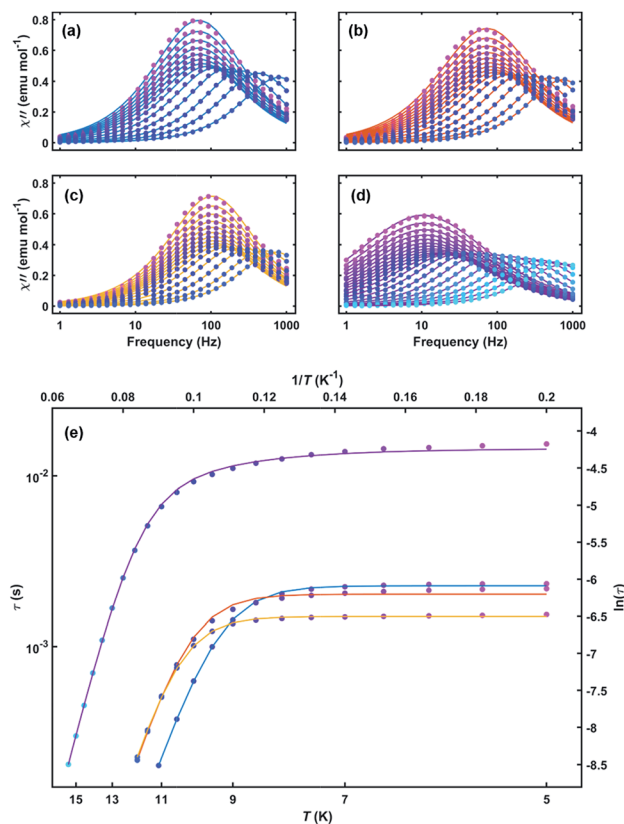 (a)
(b)
χ′′ (emu mol⁻¹)
0.8
0.6
0.4
0.2
0
(c)
(d)
χ′′ (emu mol⁻¹)
0.8
0.6
0.4
0.2
0
1 10 100 1000
1 10 100 1000
Frequency (Hz)
Frequency (Hz)
1/T (K⁻¹)
0.06 0.08 0.1 0.12 0.14 0.16 0.18 0.2
(e)
τ (s)
10⁻²
10⁻³
-4
-4.5
-5
-5.5
-6
-6.5
-7
-7.5
-8
-8.5
ln(τ)
15 13 11 9 7 5
T (K)